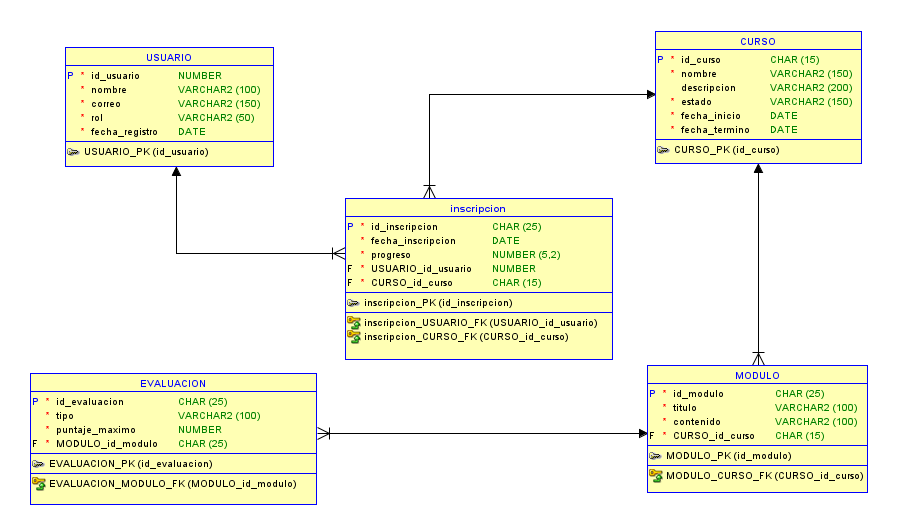 USUARIO
P * id_usuario NUMBER
* nombre VARCHAR2 (100)
* correo VARCHAR2 (150)
* rol VARCHAR2 (50)
* fecha_registro DATE
USUARIO_PK (id_usuario)
CURSO
P * id_curso CHAR (15)
* nombre VARCHAR2 (150)
descripcion VARCHAR2 (200)
* estado VARCHAR2 (150)
* fecha_inicio DATE
* fecha_termino DATE
CURSO_PK (id_curso)
inscripcion
P * id_inscripcion CHAR (25)
* fecha_inscripcion DATE
* progreso NUMBER (5,2)
F * USUARIO_id_usuario NUMBER
F * CURSO_id_curso CHAR (15)
inscripcion_PK (id_inscripcion)
inscripcion_USUARIO_FK (USUARIO_id_usuario)
inscripcion_CURSO_FK (CURSO_id_curso)
EVALUACION
P * id_evaluacion CHAR (25)
* tipo VARCHAR2 (100)
* puntaje_maximo NUMBER
F * MODULO_id_modulo CHAR (25)
EVALUACION_PK (id_evaluacion)
EVALUACION_MODULO_FK (MODULO_id_modulo)
MODULO
P * id_modulo CHAR (25)
* titulo VARCHAR2 (100)
* contenido VARCHAR2 (100)
F * CURSO_id_curso CHAR (15)
MODULO_PK (id_modulo)
MODULO_CURSO_FK (CURSO_id_curso)